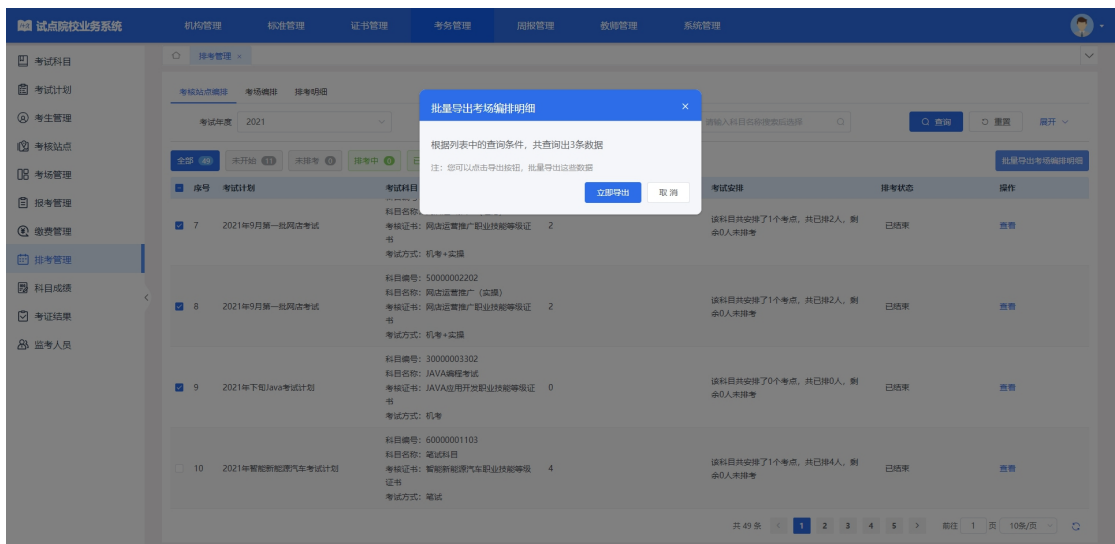 试点院校业务系统
机构管理 标准管理 证书管理 考务管理 周报管理 教师管理 系统管理
考试科目
考试计划
考生管理
考核站点
考场管理
报考管理
缴费管理
排考管理
科目成绩
考证结果
监考人员
排考管理 ×
考核站点编排 考场编排 排考明细
考试年度 2021
请输入科目名称搜索后选择
查询 重置 展开
全部 49 未开始 11 未排考 0 排考中 0
批量导出考场编排明细
批量导出考场编排明细 ×
根据列表中的查询条件，共查询出3条数据
注：您可以点击导出按钮，批量导出这些数据
立即导出 取消
序号 考试计划 考试科目 考试安排 排考状态 操作
7 2021年9月第一批网店考试
科目名称：
考核证书：网店运营推广职业技能等级证
书
考试方式：机考+实操
2
该科目共安排了1个考点，共已排2人，剩
余0人未排考
已结束 查看
8 2021年9月第一批网店考试
科目编号：50000002202
科目名称：网店运营推广（实操）
考核证书：网店运营推广职业技能等级证
书
考试方式：机考+实操
2
该科目共安排了1个考点，共已排2人，剩
余0人未排考
已结束 查看
9 2021年下旬Java考试计划
科目编号：30000003302
科目名称：JAVA编程考试
考核证书：JAVA应用开发职业技能等级证
书
考试方式：机考
0
该科目共安排了0个考点，共已排0人，剩
余0人未排考
已结束 查看
10 2021年智能新能源汽车考试计划
科目编号：60000001103
科目名称：笔试科目
考核证书：智能新能源汽车职业技能等级
证书
考试方式：笔试
4
该科目共安排了1个考点，共已排4人，剩
余0人未排考
已结束 查看
共 49 条 1 2 3 4 5 前往 1 页 10条/页